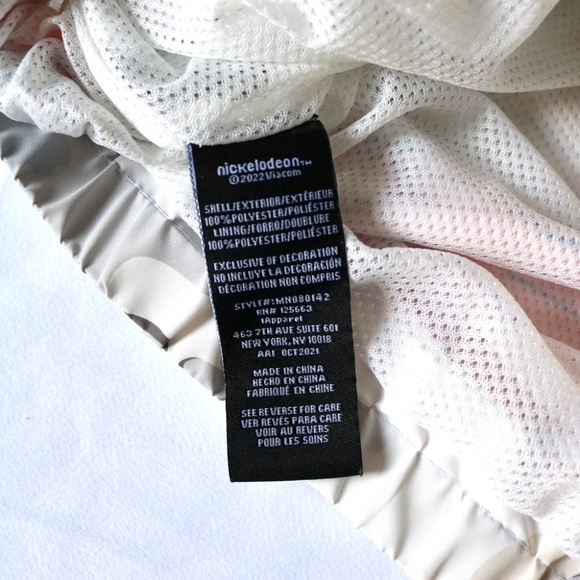 nickelodeon™
©2022 Viacom
SHELL/EXTERIOR/EXTÉRIEUR
100% POLYESTER/POLIÉSTER
LINING/FORRO/DOUBLURE
100% POLYESTER/POLIÉSTER
EXCLUSIVE OF DECORATION
NO INCLUYE LA DECORACIÓN
DÉCORATION NON COMPRIS
STYLE#:MN080142
RN# 125663
1Apparel
463 7TH AVE SUITE 601
NEW YORK, NY 10018
AA1 OCT2021
MADE IN CHINA
HECHO EN CHINA
FABRIQUÉ EN CHINE
SEE REVERSE FOR CARE
VER REVÉS PARA CARE
VOIR AU REVERS
POUR LES SOINS